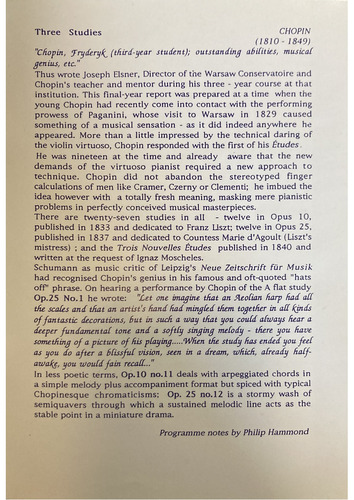 Three Studies CHOPIN
(1810 - 1849)
"Chopin, Fryderyk (third-year student); outstanding abilities, musical
genius, etc."
Thus wrote Joseph Elsner, Director of the Warsaw Conservatoire and
Chopin's teacher and mentor during his three - year course at that
institution. This final-year report was prepared at a time when the
young Chopin had recently come into contact with the performing
prowess of Paganini, whose visit to Warsaw in 1829 caused
something of a musical sensation - as it did indeed anywhere he
appeared. More than a little impressed by the technical daring of
the violin virtuoso, Chopin responded with the first of his Études.
He was nineteen at the time and already aware that the new
demands of the virtuoso pianist required a new approach to
technique. Chopin did not abandon the stereotyped finger
calculations of men like Cramer, Czerny or Clementi; he imbued the
idea however with a totally fresh meaning, masking mere pianistic
problems in perfectly conceived musical masterpieces.
There are twenty-seven studies in all - twelve in Opus 10,
published in 1833 and dedicated to Franz Liszt; twelve in Opus 25,
published in 1837 and dedicated to Countess Marie d'Agoult (Liszt's
mistress) ; and the Trois Nouvelles Études published in 1840 and
written at the request of Ignaz Moscheles.
Schumann as music critic of Leipzig's Neue Zeitschrift für Musik
had recognised Chopin's genius in his famous and oft-quoted "hats
off" phrase. On hearing a performance by Chopin of the A flat study
Op.25 No.1 he wrote: "Let one imagine that an Aeolian harp had all
the scales and that an artist's hand had mingled them together in all kinds
of fantastic decorations, but in such a way that you could always hear a
deeper fundamental tone and a softly singing melody - there you have
something of a picture of his playing.....When the study has ended you feel
as you do after a blissful vision, seen in a dream, which, already half-
awake, you would fain recall..."
In less poetic terms, Op.10 no.11 deals with arpeggiated chords in
a simple melody plus accompaniment format but spiced with typical
Chopinesque chromaticisms; Op. 25 no.12 is a stormy wash of
semiquavers through which a sustained melodic line acts as the
stable point in a miniature drama.
Programme notes by Philip Hammond